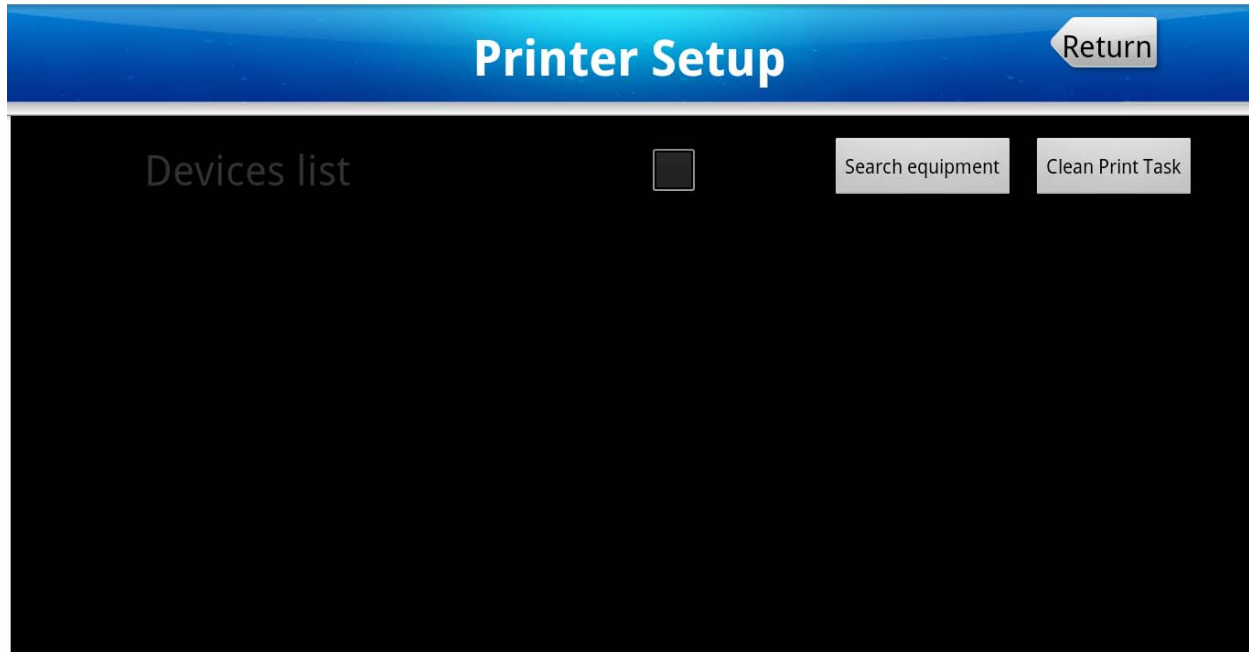 Printer Setup
Return
Devices list
Search equipment
Clean Print Task